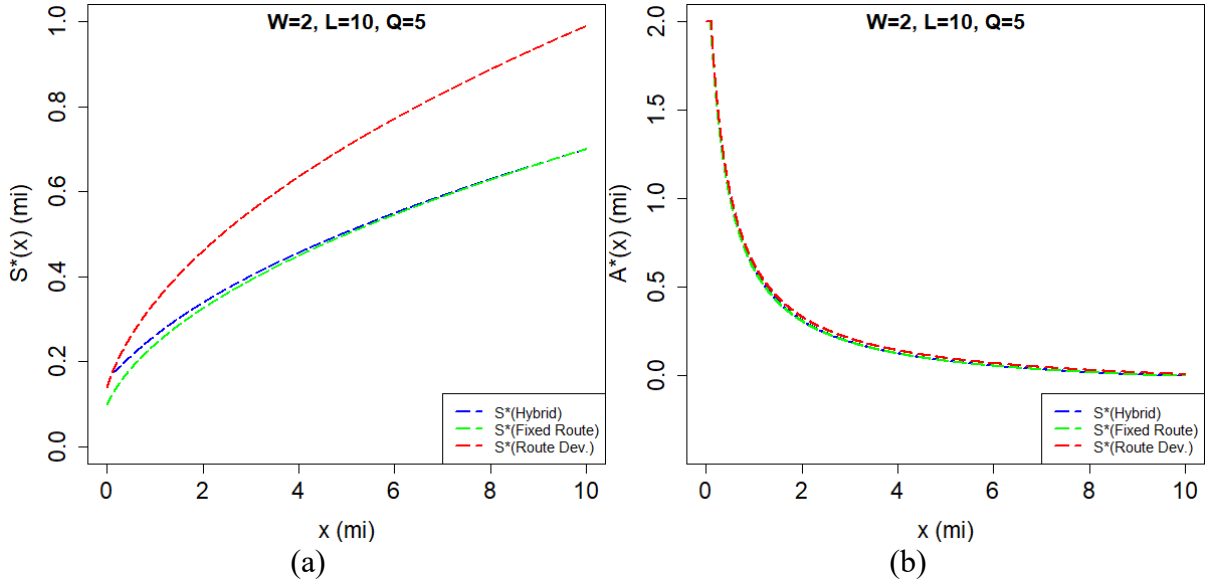 W=2, L=10, Q=5
S*(x) (mi)
1.0
0.8
0.6
0.4
0.2
0.0
S*(Hybrid)
S*(Fixed Route)
S*(Route Dev.)
0 2 4 6 8 10
x (mi)
(a)
W=2, L=10, Q=5
A*(x) (mi)
2.0
1.5
1.0
0.5
0.0
S*(Hybrid)
S*(Fixed Route)
S*(Route Dev.)
0 2 4 6 8 10
x (mi)
(b)